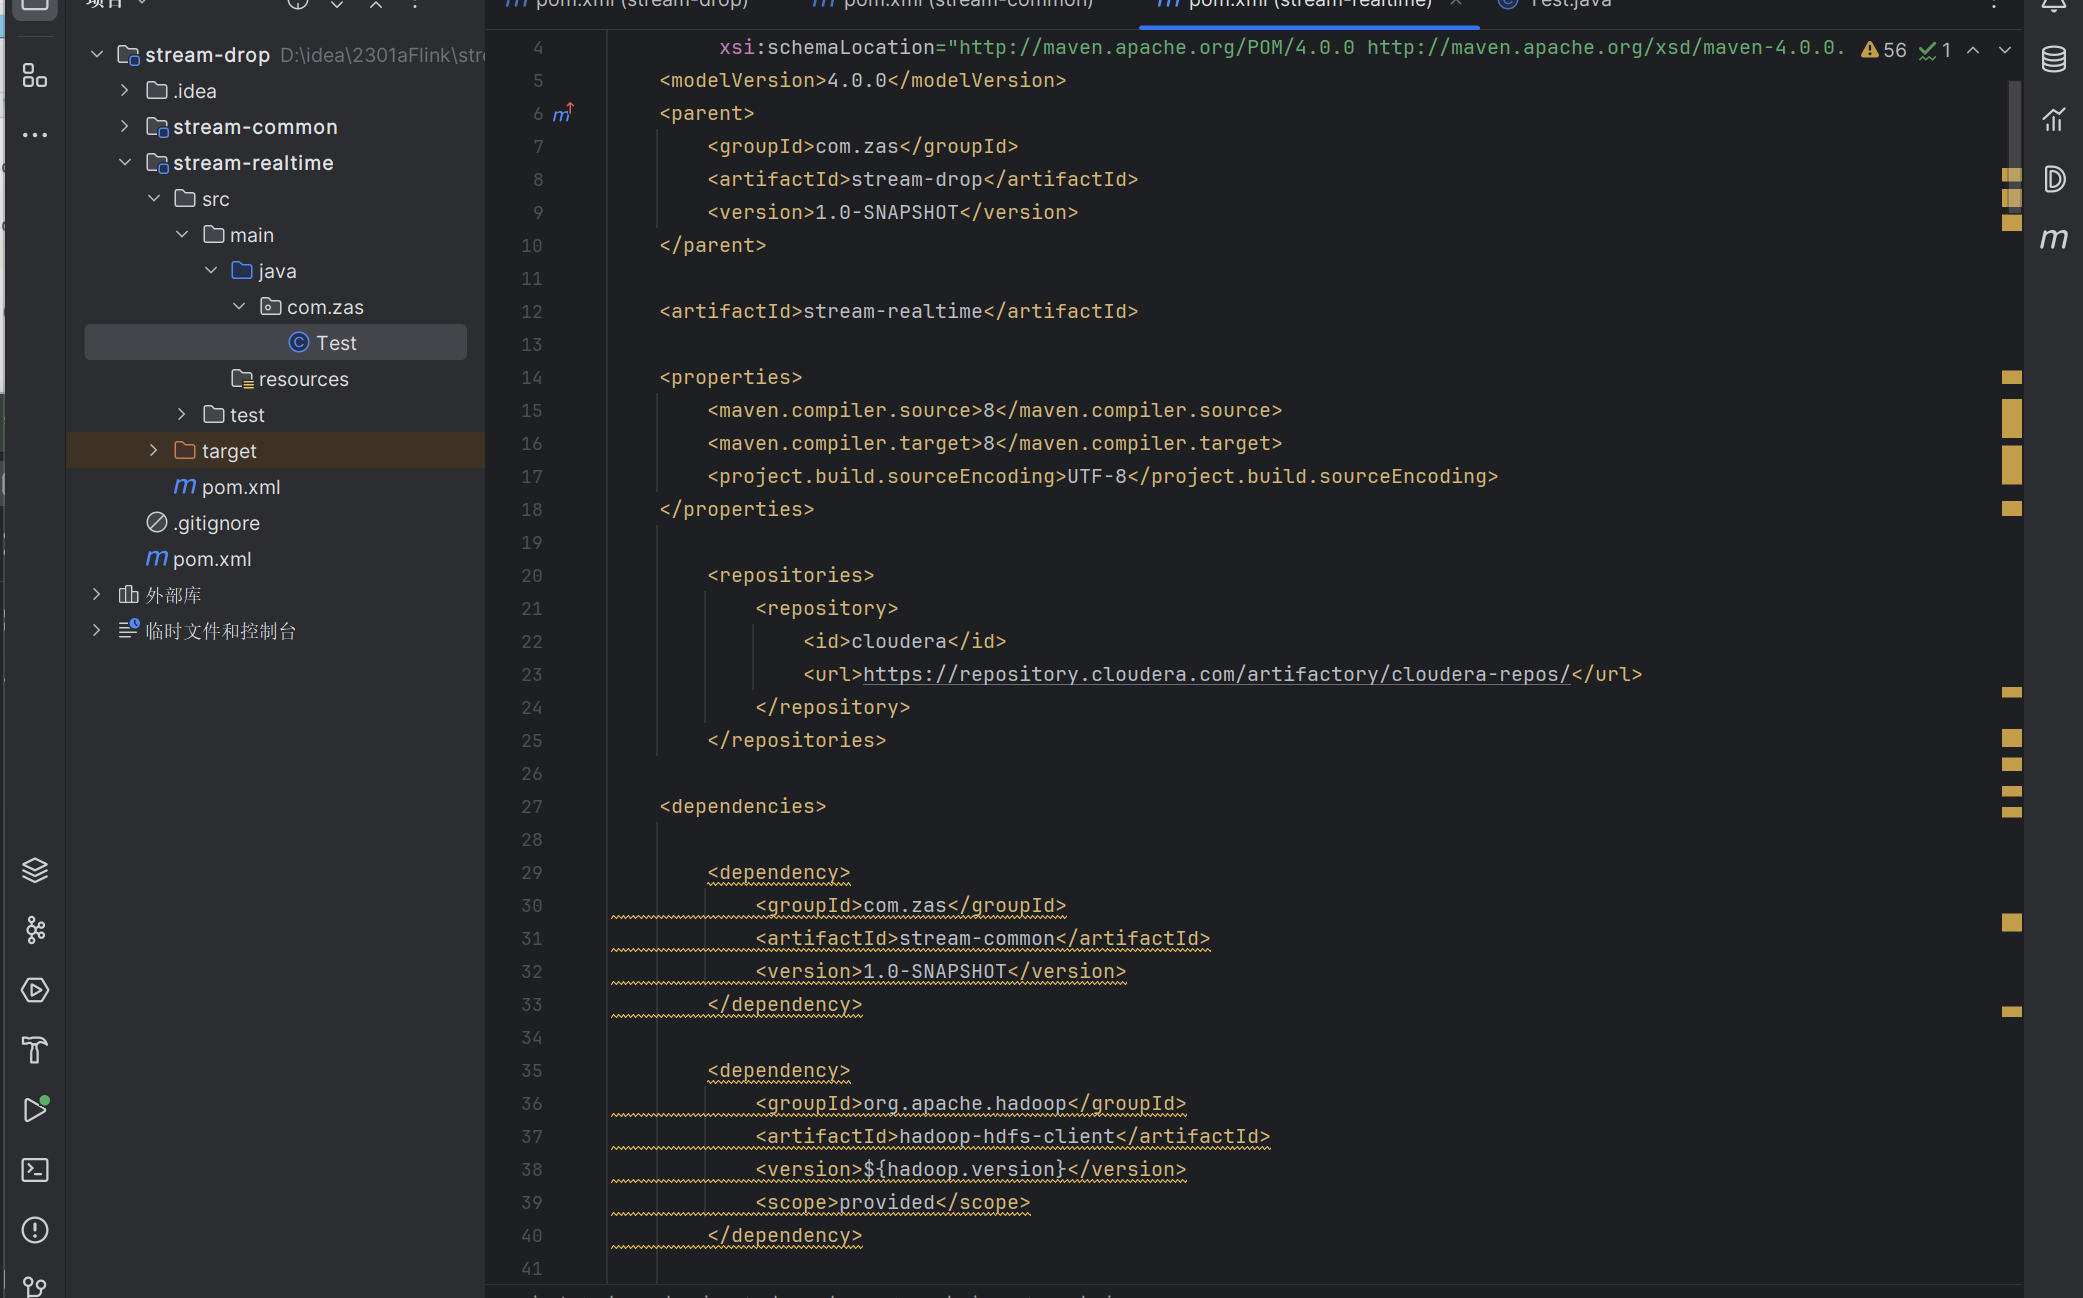 项目
stream-drop D:\idea\2301aFlink\stre
.idea
stream-common
stream-realtime
src
main
java
com.zas
Test
resources
test
target
pom.xml
.gitignore
pom.xml
外部库
临时文件和控制台
pom.xml (stream-drop)
pom.xml (stream-common)
pom.xml (stream-realtime)
Test.java
56
1
4 xsi:schemaLocation="http://maven.apache.org/POM/4.0.0 http://maven.apache.org/xsd/maven-4.0.0.
5 <modelVersion>4.0.0</modelVersion>
6 <parent>
7 <groupId>com.zas</groupId>
8 <artifactId>stream-drop</artifactId>
9 <version>1.0-SNAPSHOT</version>
10 </parent>
11
12 <artifactId>stream-realtime</artifactId>
13
14 <properties>
15 <maven.compiler.source>8</maven.compiler.source>
16 <maven.compiler.target>8</maven.compiler.target>
17 <project.build.sourceEncoding>UTF-8</project.build.sourceEncoding>
18 </properties>
19
20 <repositories>
21 <repository>
22 <id>cloudera</id>
23 <url>https://repository.cloudera.com/artifactory/cloudera-repos/</url>
24 </repository>
25 </repositories>
26
27 <dependencies>
28
29 <dependency>
30 <groupId>com.zas</groupId>
31 <artifactId>stream-common</artifactId>
32 <version>1.0-SNAPSHOT</version>
33 </dependency>
34
35 <dependency>
36 <groupId>org.apache.hadoop</groupId>
37 <artifactId>hadoop-hdfs-client</artifactId>
38 <version>${hadoop.version}</version>
39 <scope>provided</scope>
40 </dependency>
41